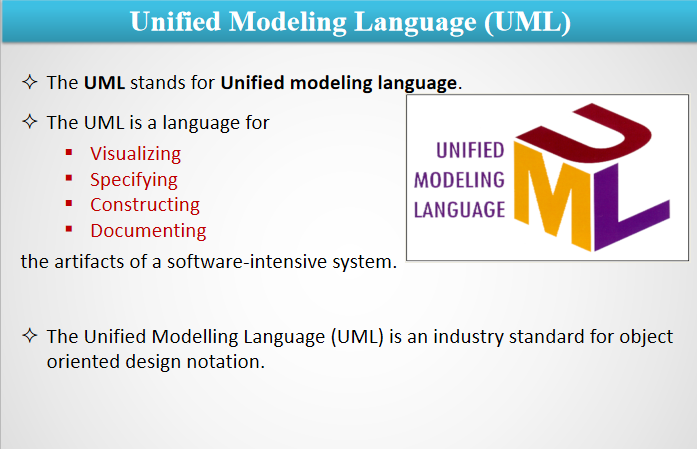 Unified Modeling Language (UML)
The UML stands for Unified modeling language.
The UML is a language for
Visualizing
Specifying
Constructing
Documenting
the artifacts of a software-intensive system.
UNIFIED
MODELING
LANGUAGE
UML
The Unified Modelling Language (UML) is an industry standard for object
oriented design notation.